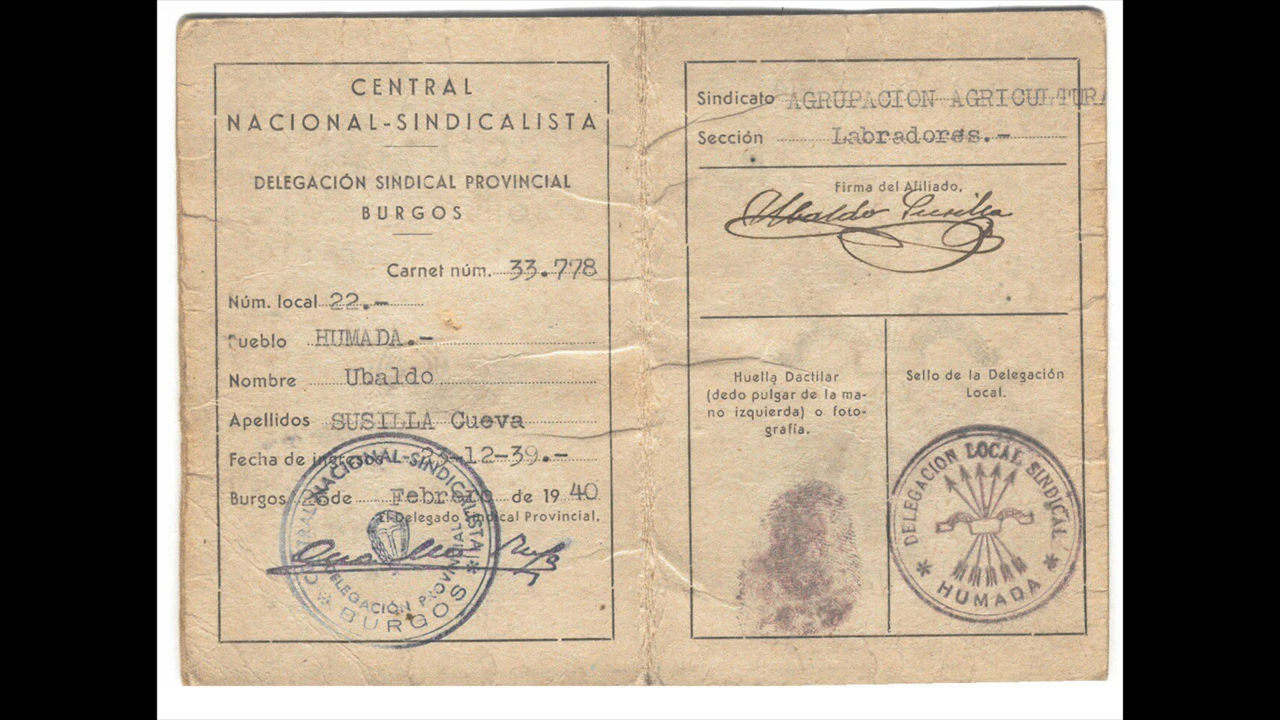 CENTRAL
NACIONAL-SINDICALISTA
DELEGACIÓN SINDICAL PROVINCIAL
BURGOS
Carnet núm. 33.778
Núm. local 22.-
Pueblo HUMADA.-
Nombre Ubaldo
Apellidos SUSILLA Cueva
Fecha de ingreso 23-12-39.-
Burgos 26 de Febrero de 1940
El Delegado Sindical Provincial,
CENTRAL NACIONAL-SINDICALISTA
DELEGACIÓN PROVINCIAL
BURGOS
Sindicato AGRUPACION AGRICULTURA
Sección Labradores.-
Firma del Afiliado,
Ubaldo Susilla
Huella Dactilar
(dedo pulgar de la ma-
no izquierda) o foto-
grafía.
Sello de la Delegación
Local.
DELEGACION LOCAL SINDICAL
HUMADA